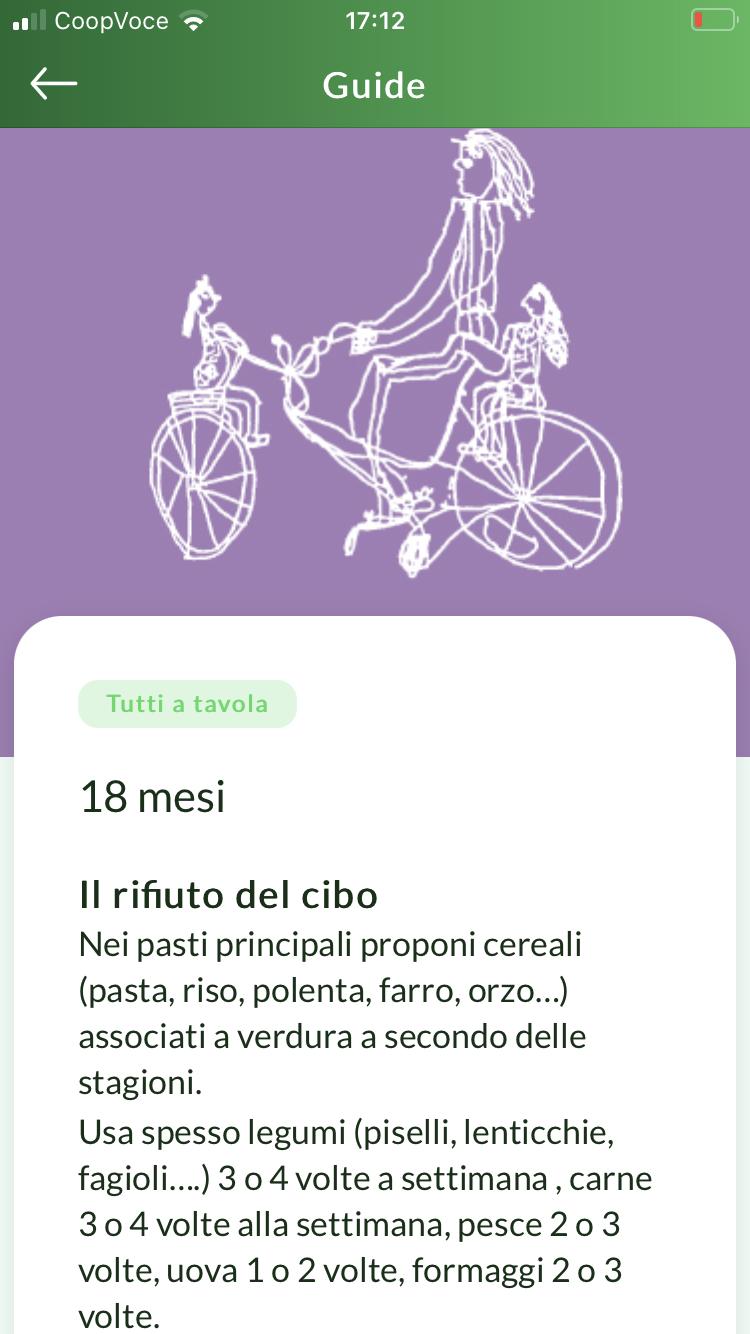 CoopVoce
17:12
Guide
Tutti a tavola
18 mesi
Il rifiuto del cibo
Nei pasti principali proponi cereali
(pasta, riso, polenta, farro, orzo...)
associati a verdura a secondo delle
stagioni.
Usa spesso legumi (piselli, lenticchie,
fagioli....) 3 o 4 volte a settimana , carne
3 o 4 volte alla settimana, pesce 2 o 3
volte, uova 1 o 2 volte, formaggi 2 o 3
volte.